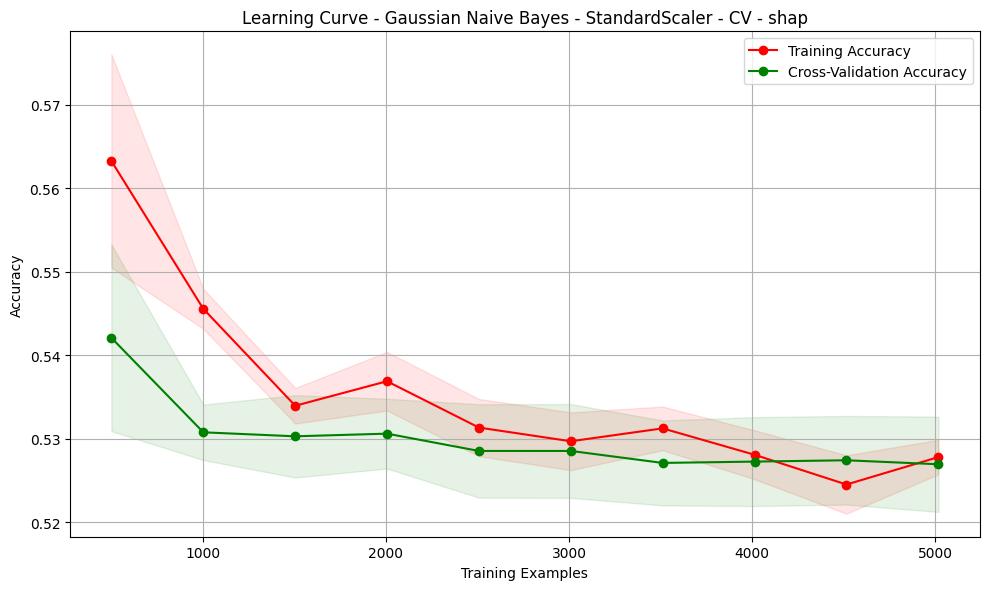 Learning Curve - Gaussian Naive Bayes - StandardScaler - CV - shap
Training Accuracy
Cross-Validation Accuracy
0.57
0.56
0.55
0.54
0.53
0.52
Accuracy
1000 2000 3000 4000 5000
Training Examples